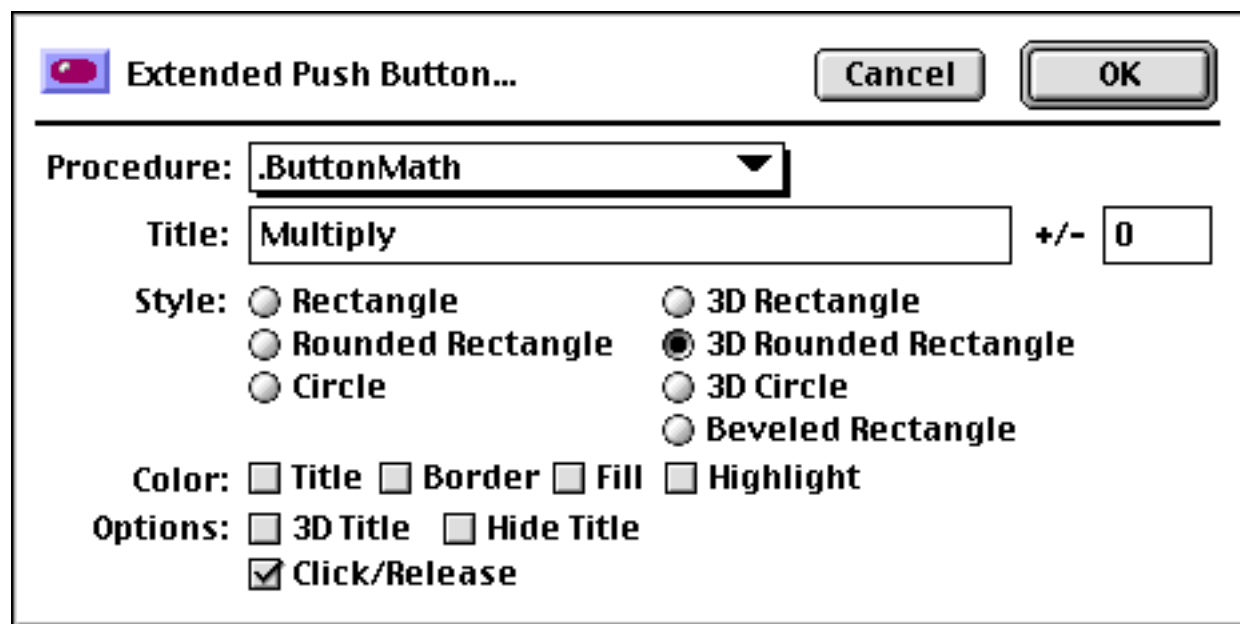 Extended Push Button... Cancel OK
Procedure: .ButtonMath
Title: Multiply +/- 0
Style: Rectangle 3D Rectangle
Rounded Rectangle 3D Rounded Rectangle
Circle 3D Circle
Beveled Rectangle
Color: Title Border Fill Highlight
Options: 3D Title Hide Title
Click/Release